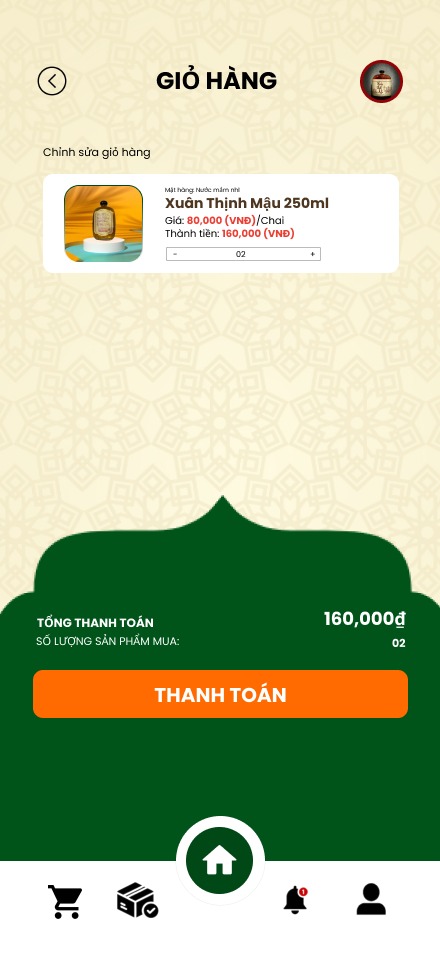 GIỎ HÀNG
Chỉnh sửa giỏ hàng
Mặt hàng: Nước mắm nhĩ
Xuân Thịnh Mậu 250ml
Giá: 80,000 (VNĐ)/Chai
Thành tiền: 160,000 (VNĐ)
- 02 +
TỔNG THANH TOÁN 160,000₫
SỐ LƯỢNG SẢN PHẨM MUA: 02
THANH TOÁN
1